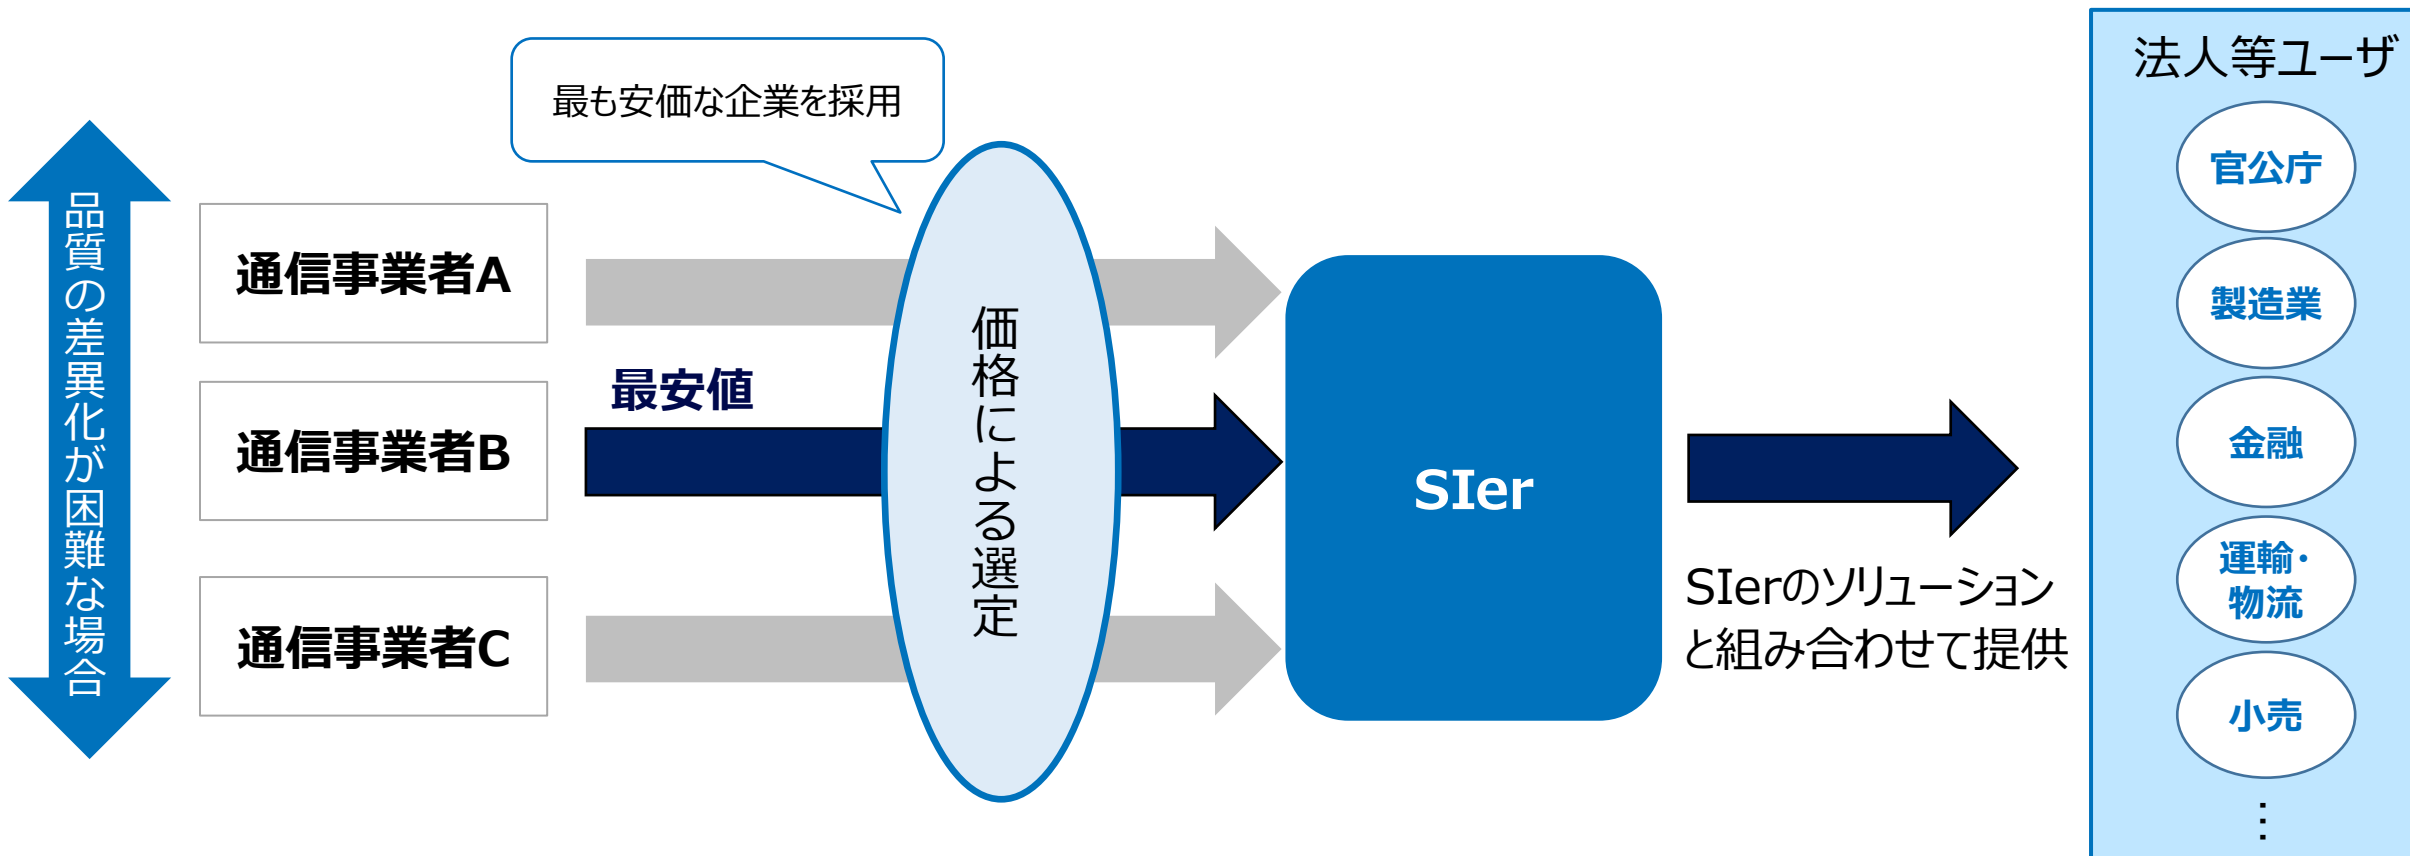 品質の差異化が困難な場合
最も安価な企業を採用
通信事業者A
通信事業者B
通信事業者C
最安値
価格による選定
SIer
SIerのソリューション
と組み合わせて提供
法人等ユーザ
官公庁
製造業
金融
運輸・
物流
小売
…